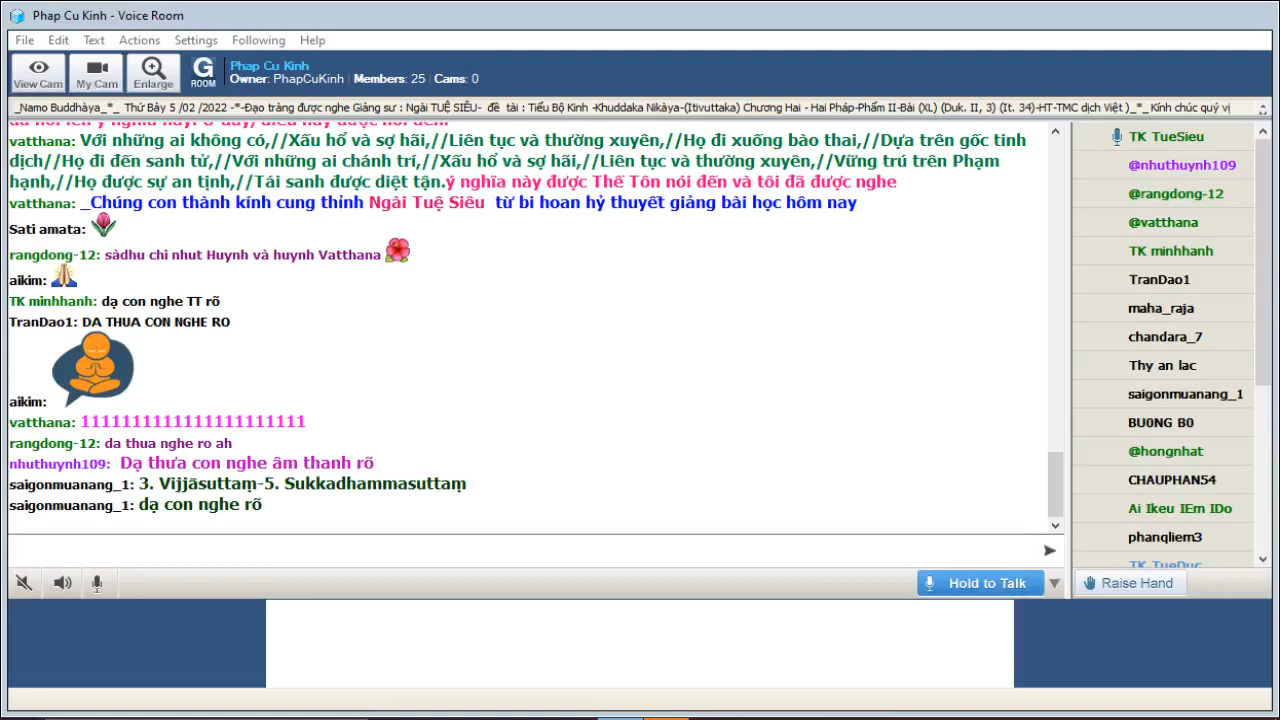 Phap Cu Kinh - Voice Room
File Edit Text Actions Settings Following Help
View Cam My Cam Enlarge G ROOM Phap Cu Kinh
Owner: PhapCuKinh Members: 25 Cams: 0
_Namo Buddhàya_*_ Thứ Bảy 5 /02 /2022 -*-Đạo tràng được nghe Giảng sư : Ngài TUỆ SIÊU- đề tài : Tiểu Bộ Kinh -Khuddaka Nikàya-(Itivuttaka) Chương Hai - Hai Pháp-Phẩm II-Bài (XL) (Duk. II, 3) (It. 34)-HT-TMC dịch Việt )_*_Kính chúc quý vị
vatthana: Với những ai không có,//Xấu hổ và sợ hãi,//Liên tục và thường xuyên,//Họ đi xuống bào thai,//Dựa trên gốc tinh
dịch//Họ đi đến sanh tử,//Với những ai chánh trí,//Xấu hổ và sợ hãi,//Liên tục và thường xuyên,//Vững trú trên Phạm
hạnh,//Họ được sự an tịnh,//Tái sanh được diệt tận.ý nghĩa này được Thế Tôn nói đến và tôi đã được nghe
vatthana: _Chúng con thành kính cung thỉnh Ngài Tuệ Siêu từ bi hoan hỷ thuyết giảng bài học hôm nay
Sati amata:
rangdong-12: sàdhu chi nhut Huynh và huynh Vatthana
aikim:
TK minhhanh: dạ con nghe TT rõ
TranDao1: DA THUA CON NGHE RO
aikim:
vatthana: 11111111111111111111111
rangdong-12: da thua nghe ro ah
nhuthuynh109: Dạ thưa con nghe âm thanh rõ
saigonmuanang_1: 3. Vijjāsuttaṃ-5. Sukkadhammasuttaṃ
saigonmuanang_1: dạ con nghe rõ
TK TueSieu
@nhuthuynh109
@rangdong-12
@vatthana
TK minhhanh
TranDao1
maha_raja
chandara_7
Thy an lac
saigonmuanang_1
BU0NG B0
@hongnhat
CHAUPHAN54
Ai Ikeu IEm IDo
phanqliem3
TK TueDuc
Hold to Talk
Raise Hand